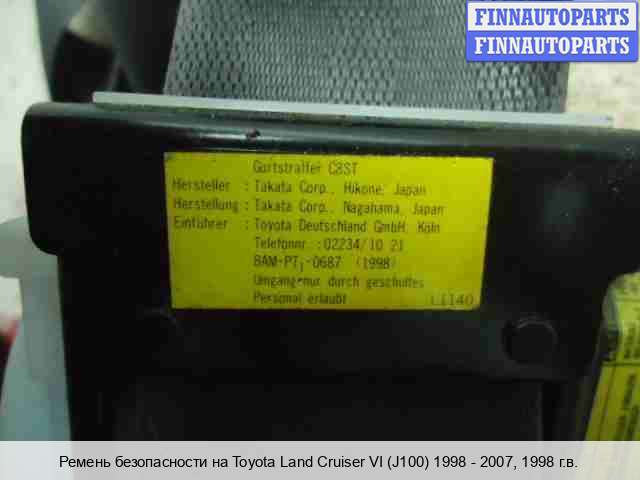 FINNAUTOPARTS
FINNAUTOPARTS
Gurtstraffer C3ST
Hersteller : Takata Corp., Hikone, Japan
Herstellung : Takata Corp., Nagahama, Japan
Einführer : Toyota Deutschland GmbH, Köln
Telefonnr. :02234/10 21
BAM-PT₁-0687 (1998)
Umgang nur durch geschultes
Personal erlaubt L1140
Ремень безопасности на Toyota Land Cruiser VI (J100) 1998 - 2007, 1998 г.в.